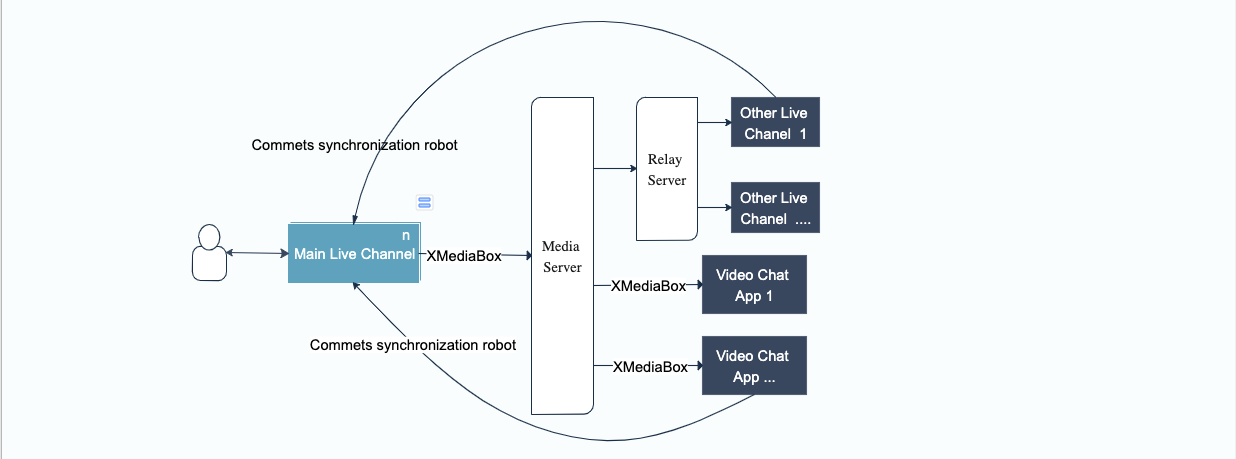 Commets synchronization robot
n
Main Live Channel
XMediaBox
Commets synchronization robot
Media
Server
Relay
Server
Other Live
Chanel 1
Other Live
Chanel ....
XMediaBox
Video Chat
App 1
XMediaBox
Video Chat
App ...